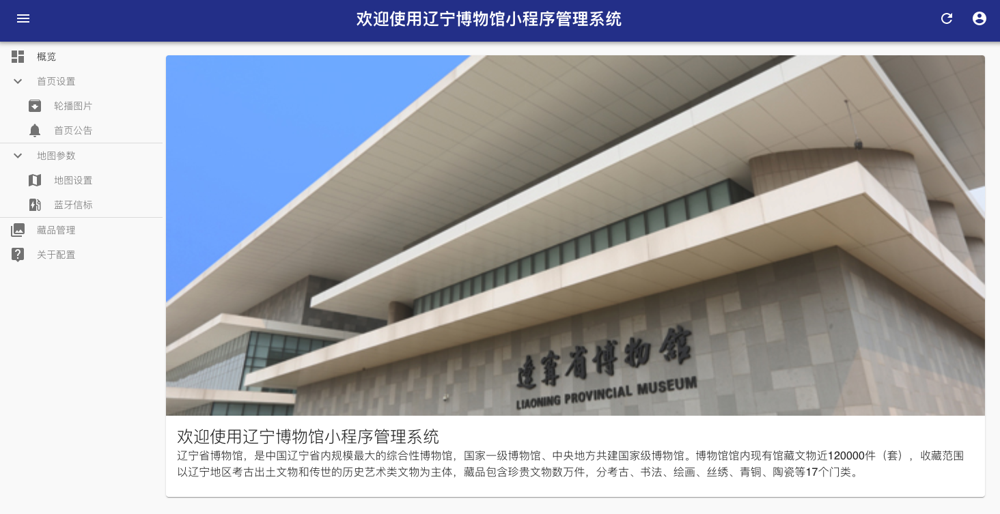 欢迎使用辽宁博物馆小程序管理系统
概览
首页设置
轮播图片
首页公告
地图参数
地图设置
蓝牙信标
藏品管理
关于配置
遼寧省博物館
LIAONING PROVINCIAL MUSEUM
欢迎使用辽宁博物馆小程序管理系统
辽宁省博物馆，是中国辽宁省内规模最大的综合性博物馆，国家一级博物馆、中央地方共建国家级博物馆。博物馆馆内现有馆藏文物近120000件（套），收藏范围
以辽宁地区考古出土文物和传世的历史艺术类文物为主体，藏品包含珍贵文物数万件，分考古、书法、绘画、丝绣、青铜、陶瓷等17个门类。